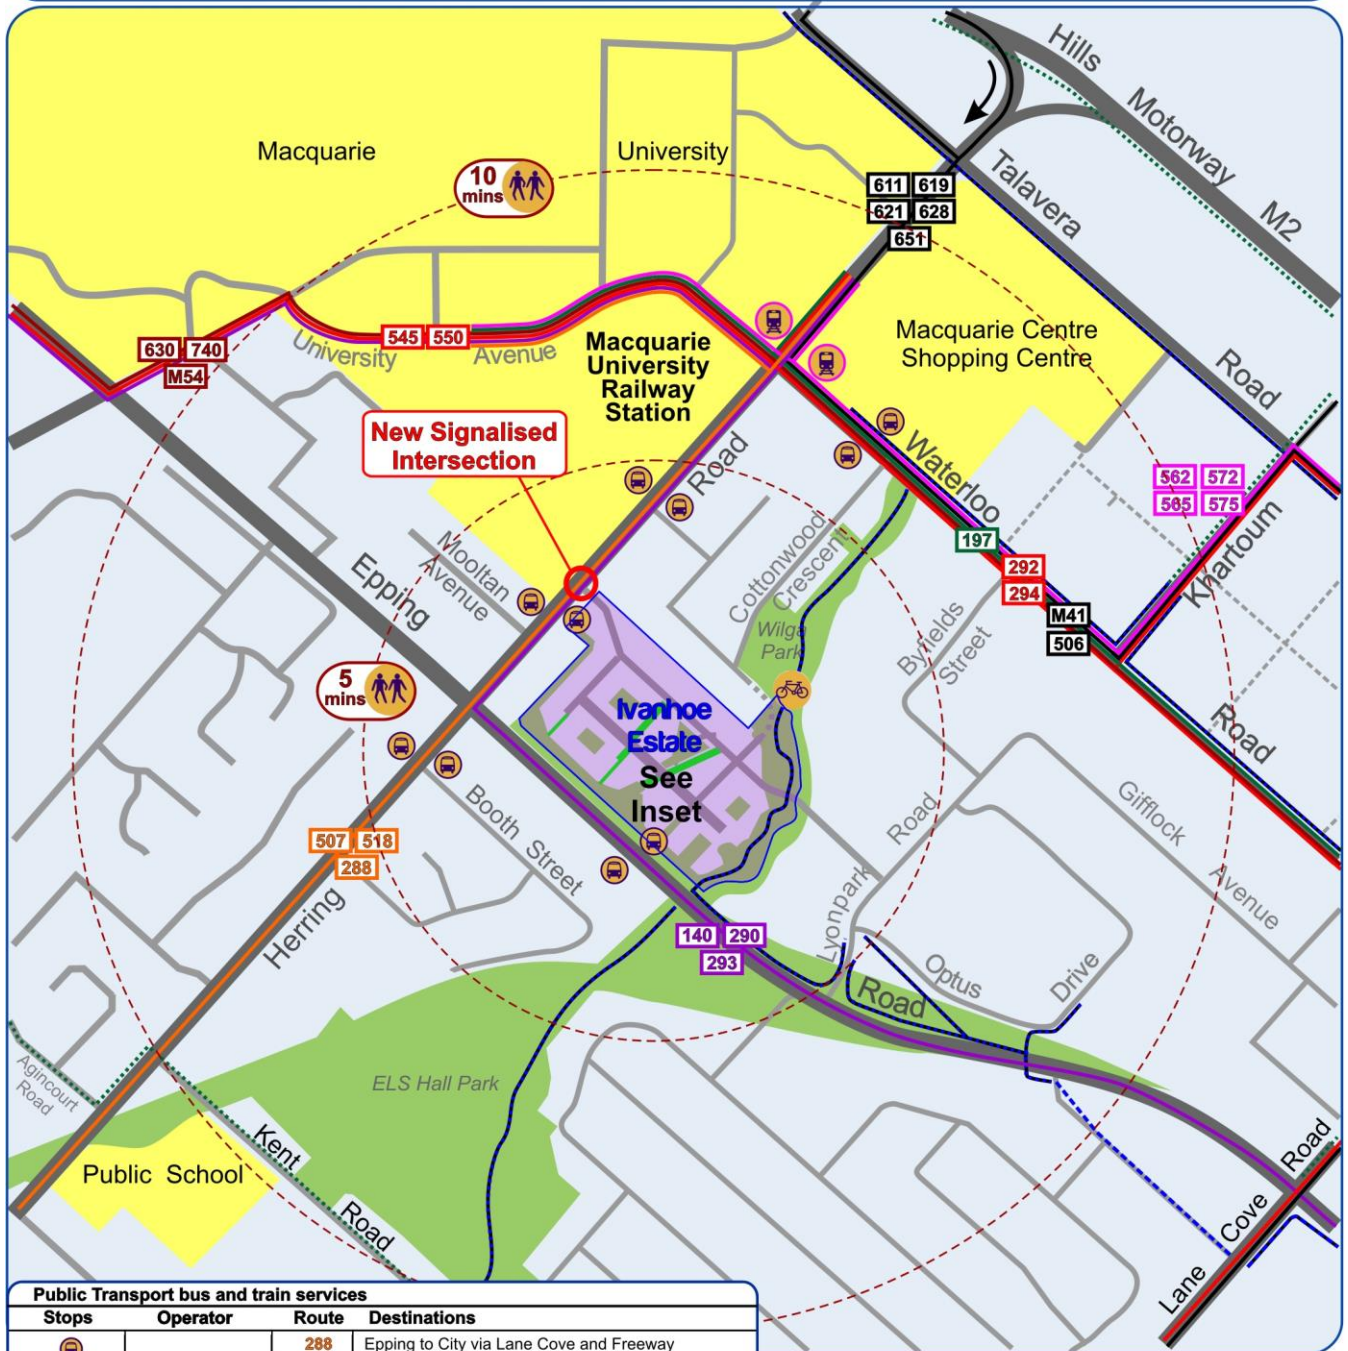 Hills
Motorway
M2
Macquarie
University
10
mins
611 619
621 628
651
Talavera
Road
630 740
M54
545 550
University
Avenue
Macquarie
University
Railway
Station
Macquarie Centre
Shopping Centre
New Signalised
Intersection
Road
Waterloo
Road
562 572
565 575
Khartoum
197
292
294
M41
506
Mooltan
Avenue
Epping
Cottonwood
Crescent
Wilga
Park
Byfields
Street
5
mins
Ivanhoe
Estate
See
Inset
Booth Street
507 518
288
Herring
Lyonpark
Road
Gifflock
Avenue
140 290
293
Road
Optus
Drive
Agincourt
Road
ELS Hall Park
Kent
Road
Public School
Lane
Cove
Road
Public Transport bus and train services
Stops Operator Route Destinations
288 Epping to City via Lane Cove and Freeway